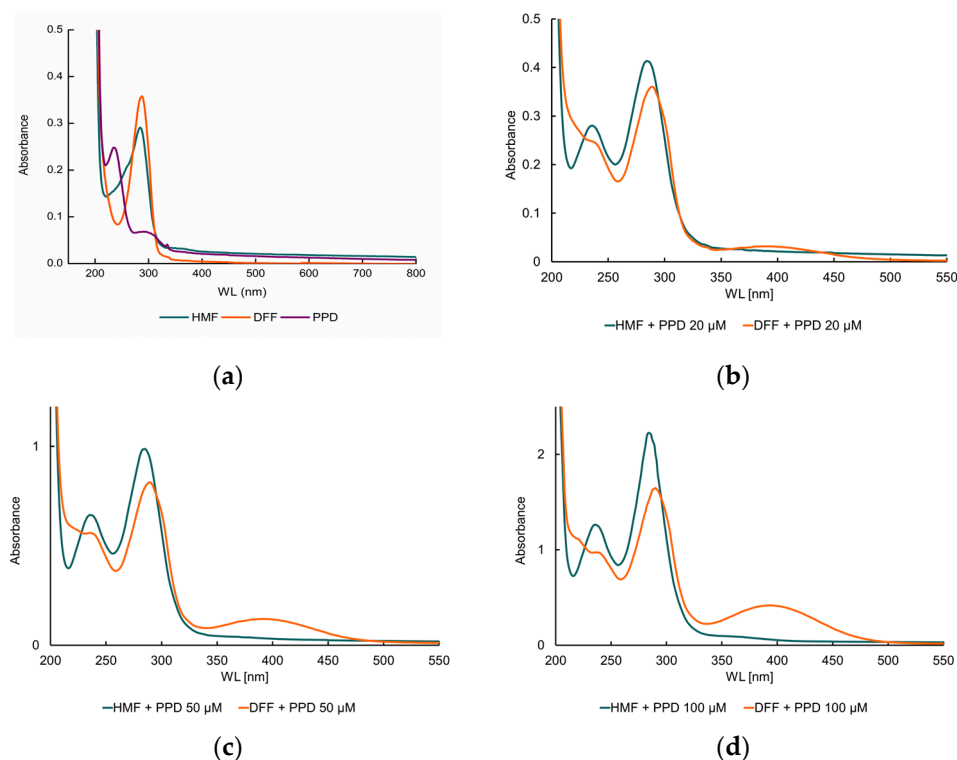 0.5
0.4
0.3
0.2
0.1
0.0
Absorbance
200 300 400 500 600 700 800
WL (nm)
HMF DFF PPD
(a)
0.5
0.4
0.3
0.2
0.1
0
Absorbance
200 250 300 350 400 450 500 550
WL [nm]
HMF + PPD 20 µM DFF + PPD 20 µM
(b)
1
0
Absorbance
200 250 300 350 400 450 500 550
WL [nm]
HMF + PPD 50 µM DFF + PPD 50 µM
(c)
2
1
0
Absorbance
200 250 300 350 400 450 500 550
WL [nm]
HMF + PPD 100 µM DFF + PPD 100 µM
(d)